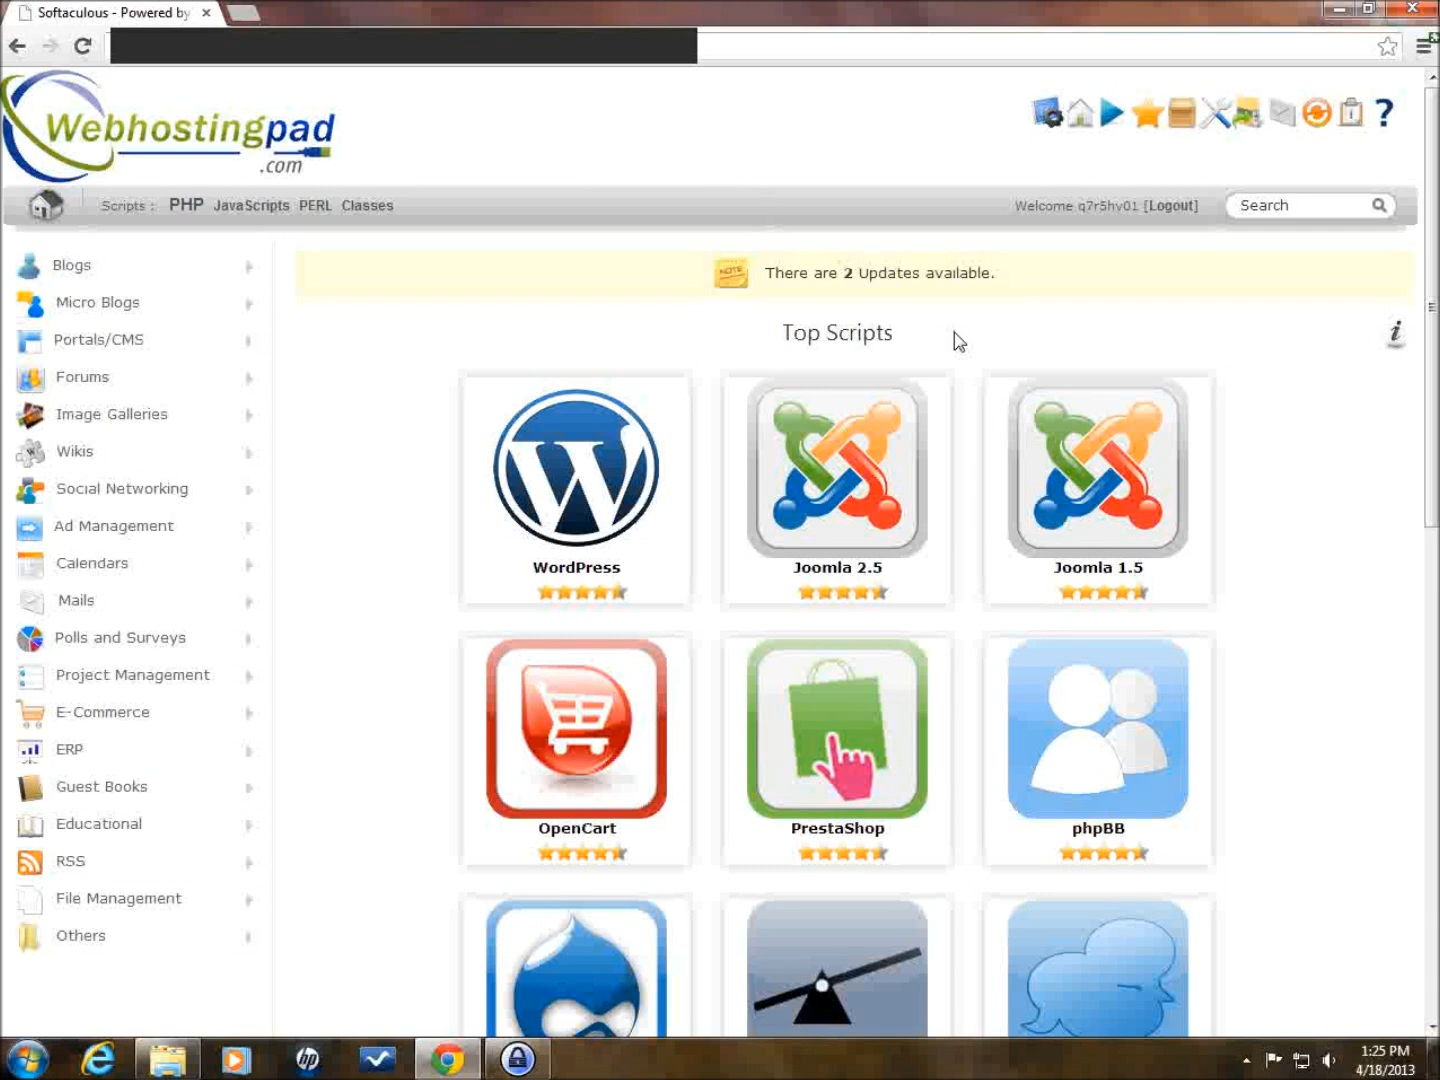 Softaculous - Powered by
Webhostingpad
.com
Scripts : PHP JavaScripts PERL Classes
Welcome q7r5hv01 [Logout]
Search
Blogs
Micro Blogs
Portals/CMS
Forums
Image Galleries
Wikis
Social Networking
Ad Management
Calendars
Mails
Polls and Surveys
Project Management
E-Commerce
ERP
Guest Books
Educational
RSS
File Management
Others
NOTE
There are 2 Updates available.
Top Scripts
WordPress
Joomla 2.5
Joomla 1.5
OpenCart
PrestaShop
phpBB
hp
1:25 PM
4/18/2013